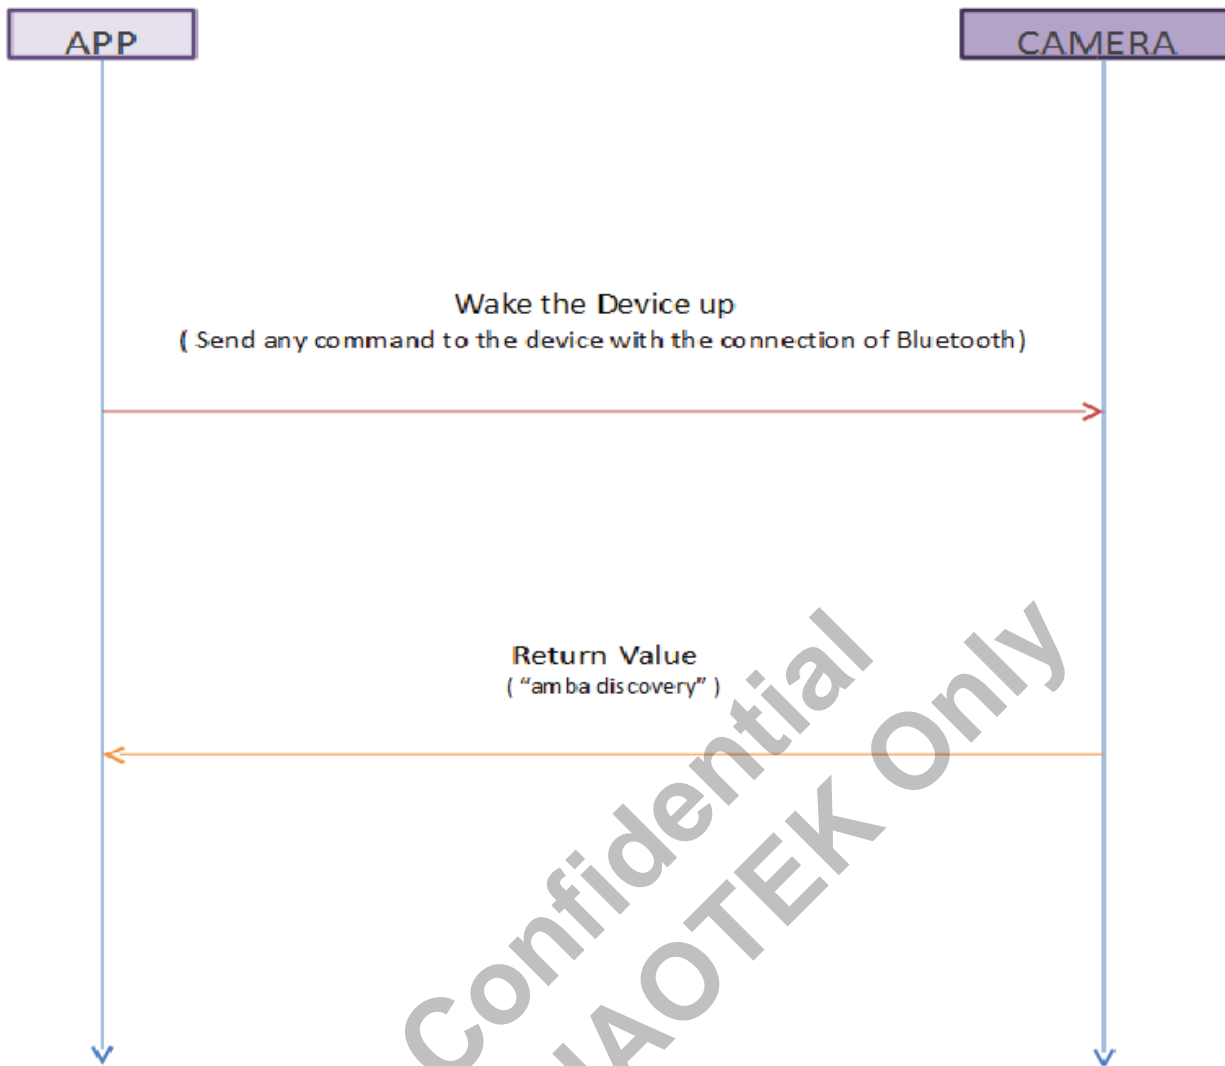 APP
CAMERA
Wake the Device up
( Send any command to the device with the connection of Bluetooth)
Return Value
( “amba discovery” )
Confidential
Only